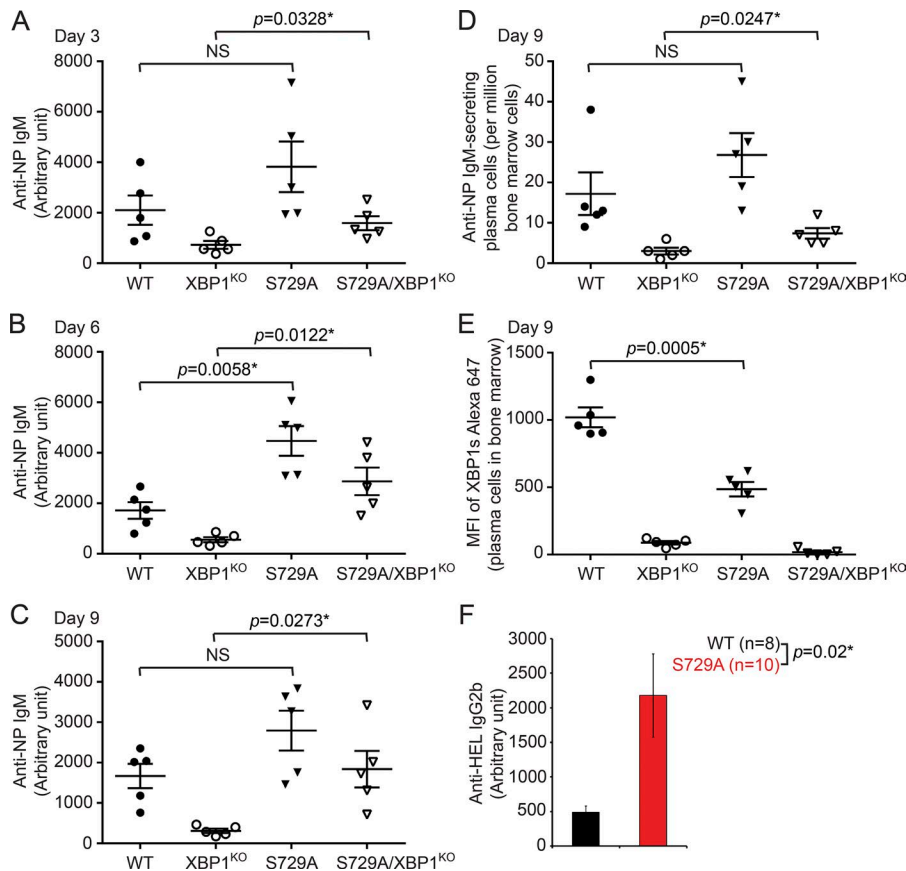 A
Day 3
p=0.0328*
NS
8000
6000
4000
2000
0
Anti-NP IgM
(Arbitrary unit)
WT XBP1KO S729A S729A/XBP1KO
B
Day 6
p=0.0122*
p=0.0058*
8000
6000
4000
2000
0
Anti-NP IgM
(Arbitrary unit)
WT XBP1KO S729A S729A/XBP1KO
C
Day 9
p=0.0273*
NS
5000
4000
3000
2000
1000
0
Anti-NP IgM
(Arbitrary unit)
WT XBP1KO S729A S729A/XBP1KO
D
Day 9
p=0.0247*
NS
50
40
30
20
10
0
Anti-NP IgM-secreting
plasma cells (per million
bone marrow cells)
WT XBP1KO S729A S729A/XBP1KO
E
Day 9
p=0.0005*
1500
1000
500
0
MFI of XBP1s Alexa 647
(plasma cells in bone marrow)
WT XBP1KO S729A S729A/XBP1KO
F
3000
2500
2000
1500
1000
500
0
Anti-HEL IgG2b
(Arbitrary unit)
WT (n=8)
S729A (n=10)
p=0.02*